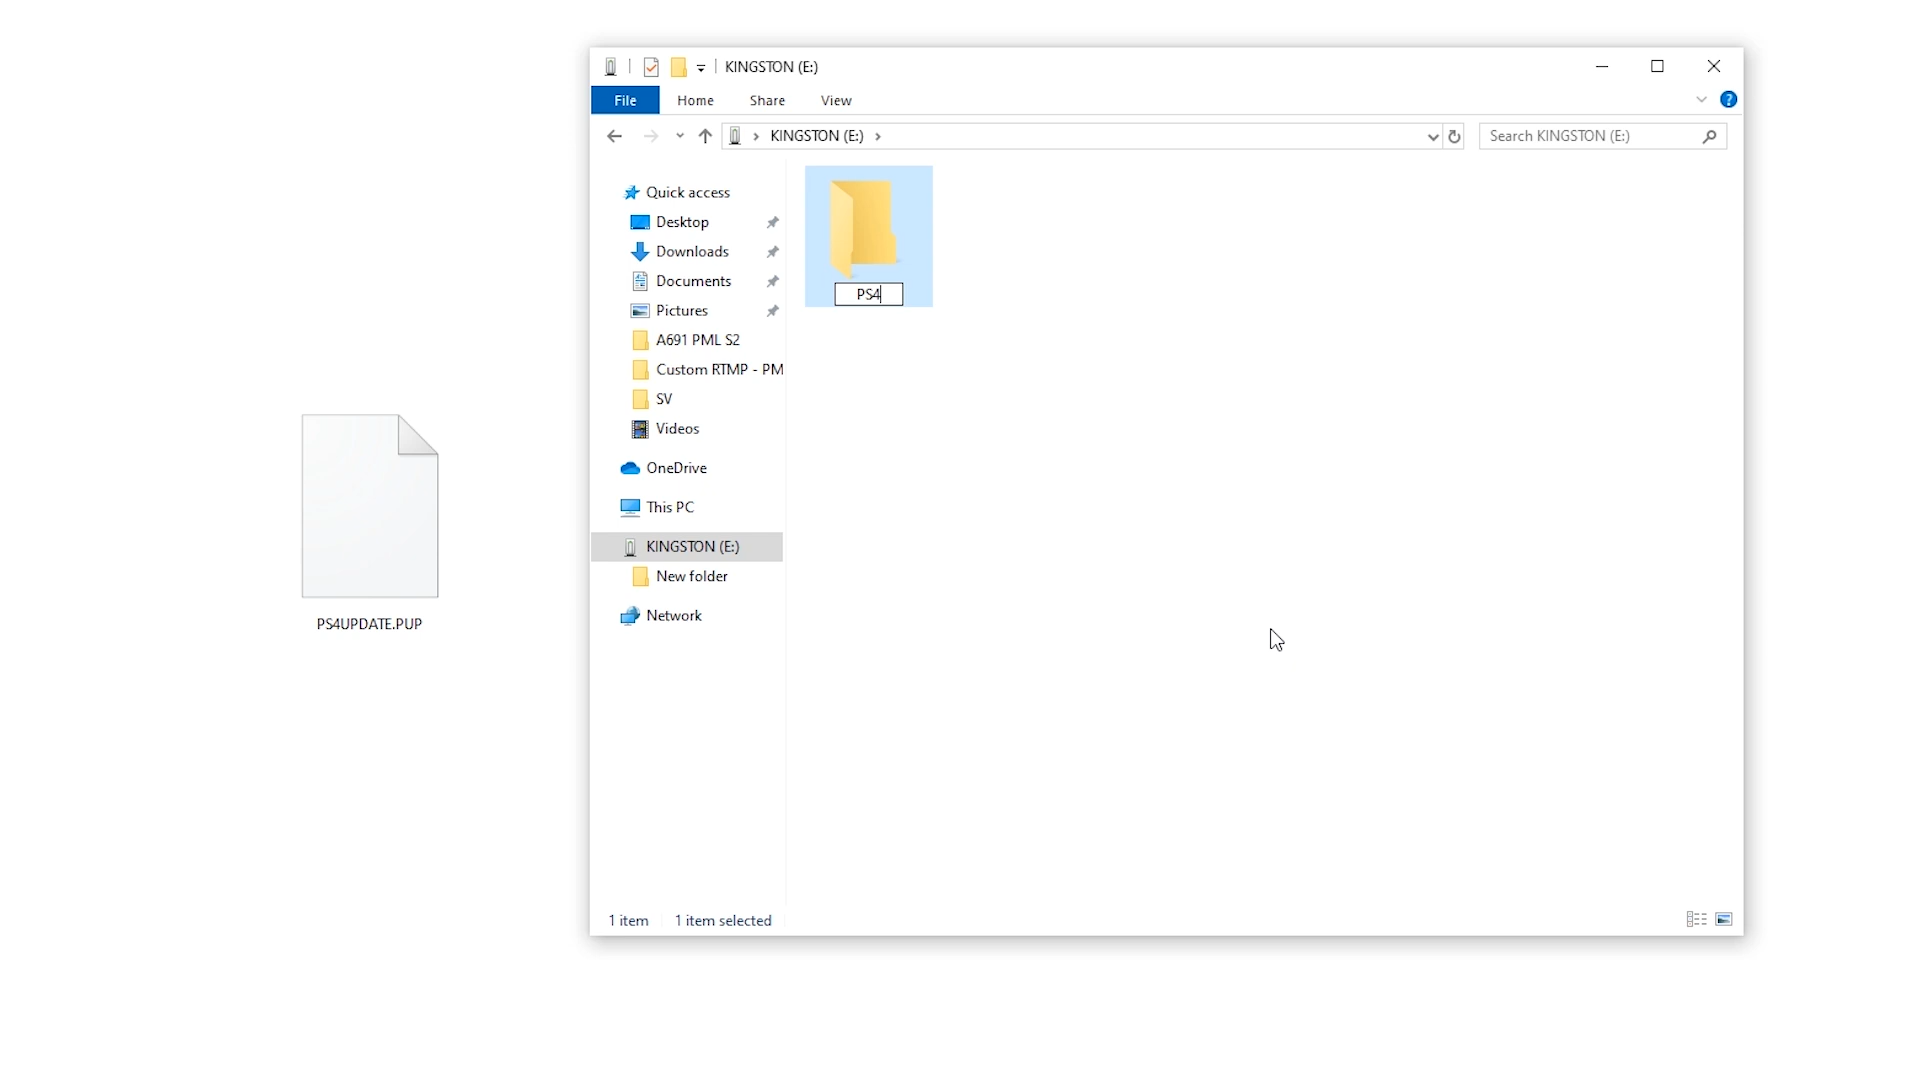 KINGSTON (E:)
File Home Share View
KINGSTON (E:)
Search KINGSTON (E:)
Quick access
Desktop
Downloads
Documents
Pictures
A691 PML S2
Custom RTMP - PM
SV
Videos
OneDrive
This PC
KINGSTON (E:)
New folder
Network
PS4
PS4UPDATE.PUP
1 item 1 item selected